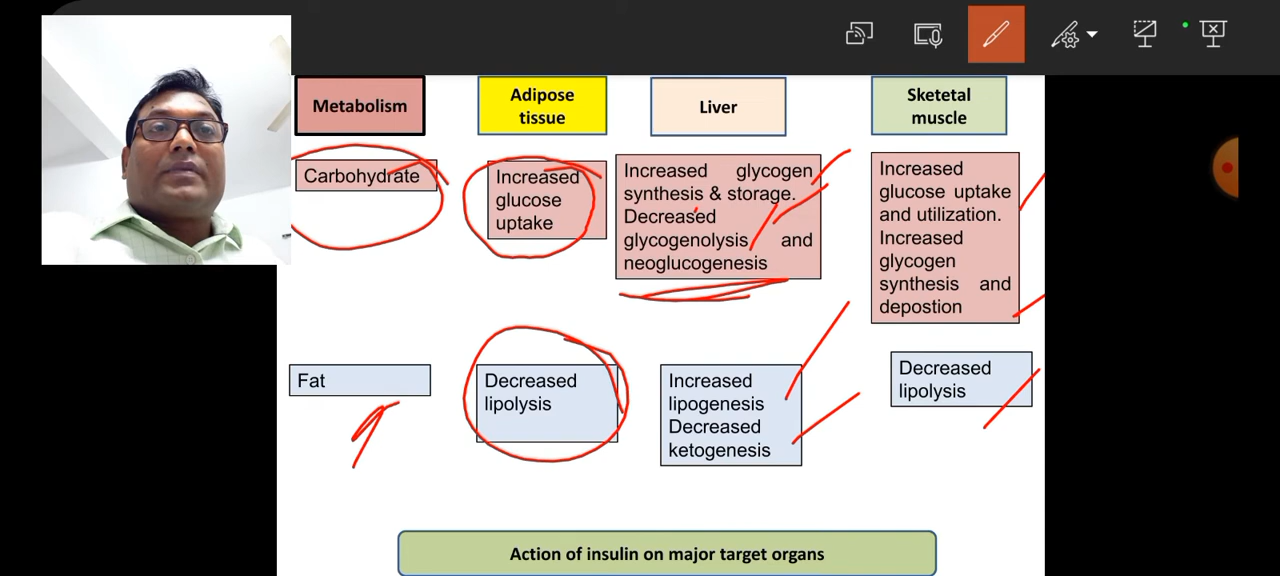 Metabolism
Adipose
tissue
Liver
Sketetal
muscle
Carbohydrate
Increased
glucose
uptake
Increased glycogen
synthesis & storage.
Decreased
glycogenolysis and
neoglucogenesis
Increased
glucose uptake
and utilization.
Increased
glycogen
synthesis and
depostion
Fat
Decreased
lipolysis
Increased
lipogenesis
Decreased
ketogenesis
Decreased
lipolysis
Action of insulin on major target organs